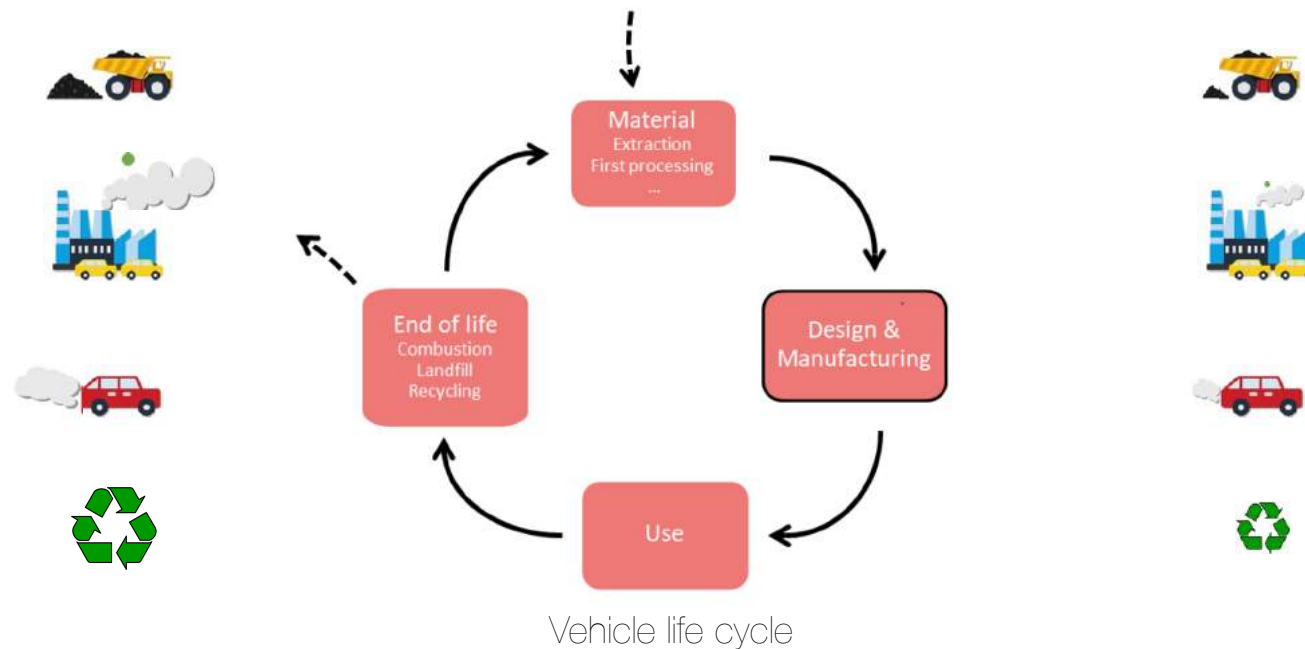 Material
Extraction
First processing
...
Design &
Manufacturing
Use
End of life
Combustion
Landfill
Recycling
Vehicle life cycle